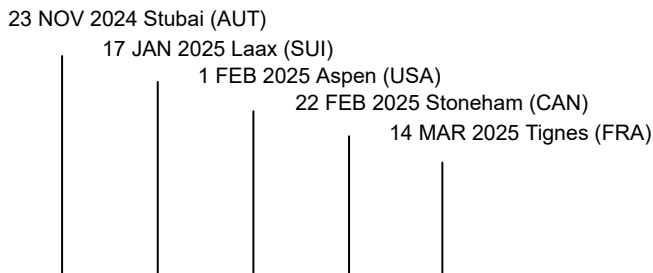 23 NOV 2024 Stubai (AUT)
17 JAN 2025 Laax (SUI)
1 FEB 2025 Aspen (USA)
22 FEB 2025 Stoneham (CAN)
14 MAR 2025 Tignes (FRA)